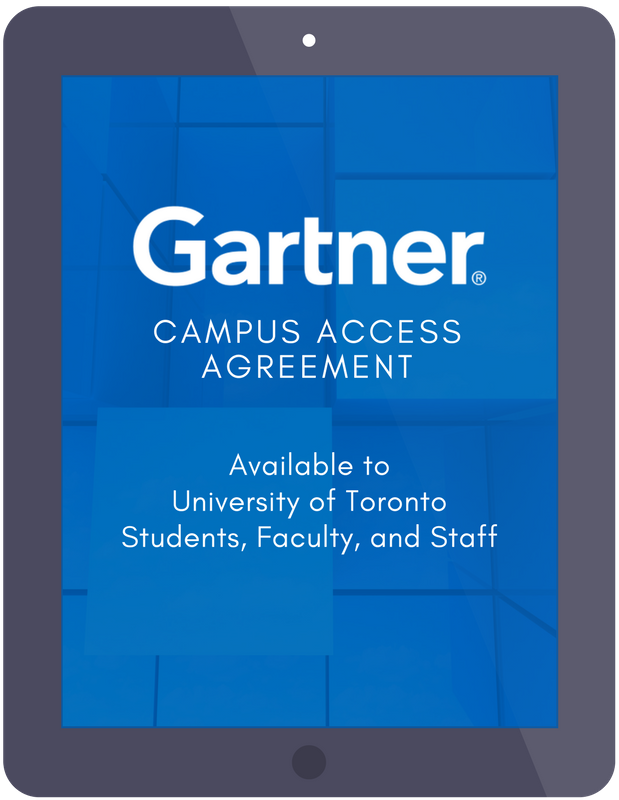 Gartner®
CAMPUS ACCESS
AGREEMENT
Available to
University of Toronto
Students, Faculty, and Staff